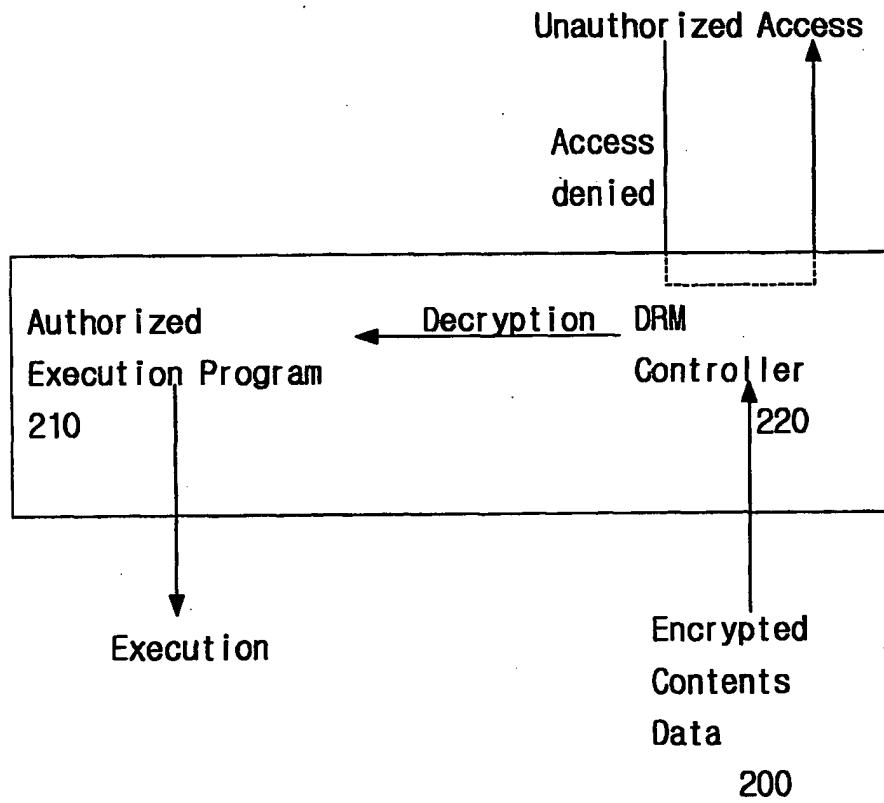 Unauthorized Access
Access
denied
Authorized
Execution Program
210
Decryption
DRM
Controller
220
Execution
Encrypted
Contents
Data
200